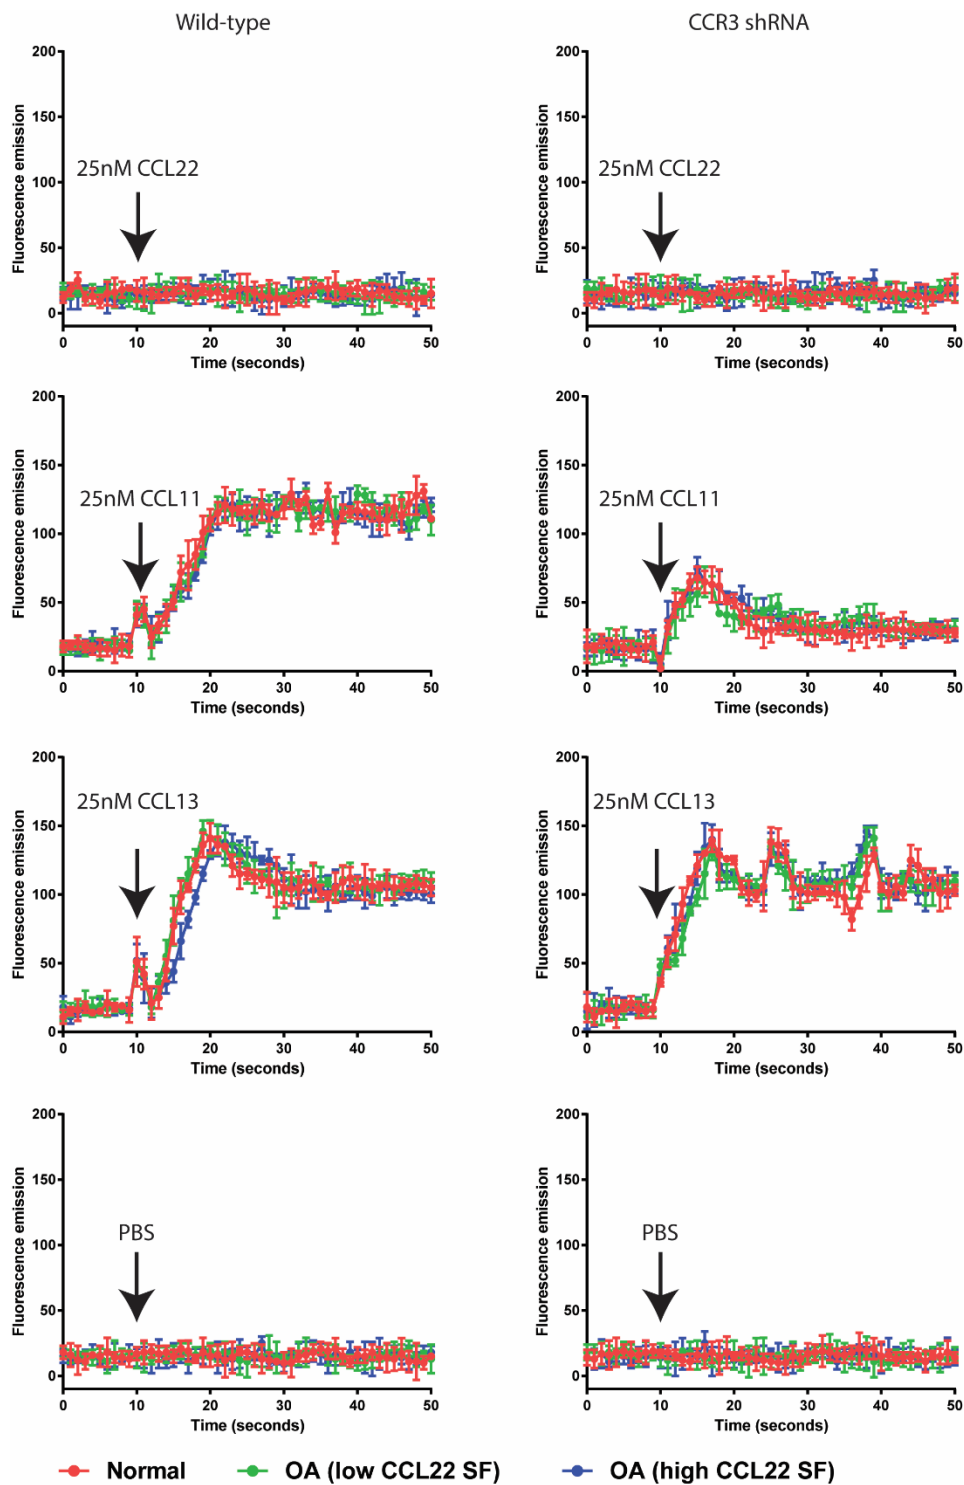 Wild-type CCR3 shRNA
200 200
150 150
100 100
50 50
0 0
Fluorescence emission Fluorescence emission
25nM CCL22 25nM CCL22
0 10 20 30 40 50 0 10 20 30 40 50
Time (seconds) Time (seconds)
200 200
150 150
100 100
50 50
0 0
Fluorescence emission Fluorescence emission
25nM CCL11 25nM CCL11
0 10 20 30 40 50 0 10 20 30 40 50
Time (seconds) Time (seconds)
200 200
150 150
100 100
50 50
0 0
Fluorescence emission Fluorescence emission
25nM CCL13 25nM CCL13
0 10 20 30 40 50 0 10 20 30 40 50
Time (seconds) Time (seconds)
200 200
150 150
100 100
50 50
0 0
Fluorescence emission Fluorescence emission
PBS PBS
0 10 20 30 40 50 0 10 20 30 40 50
Time (seconds) Time (seconds)
Normal OA (low CCL22 SF) OA (high CCL22 SF)